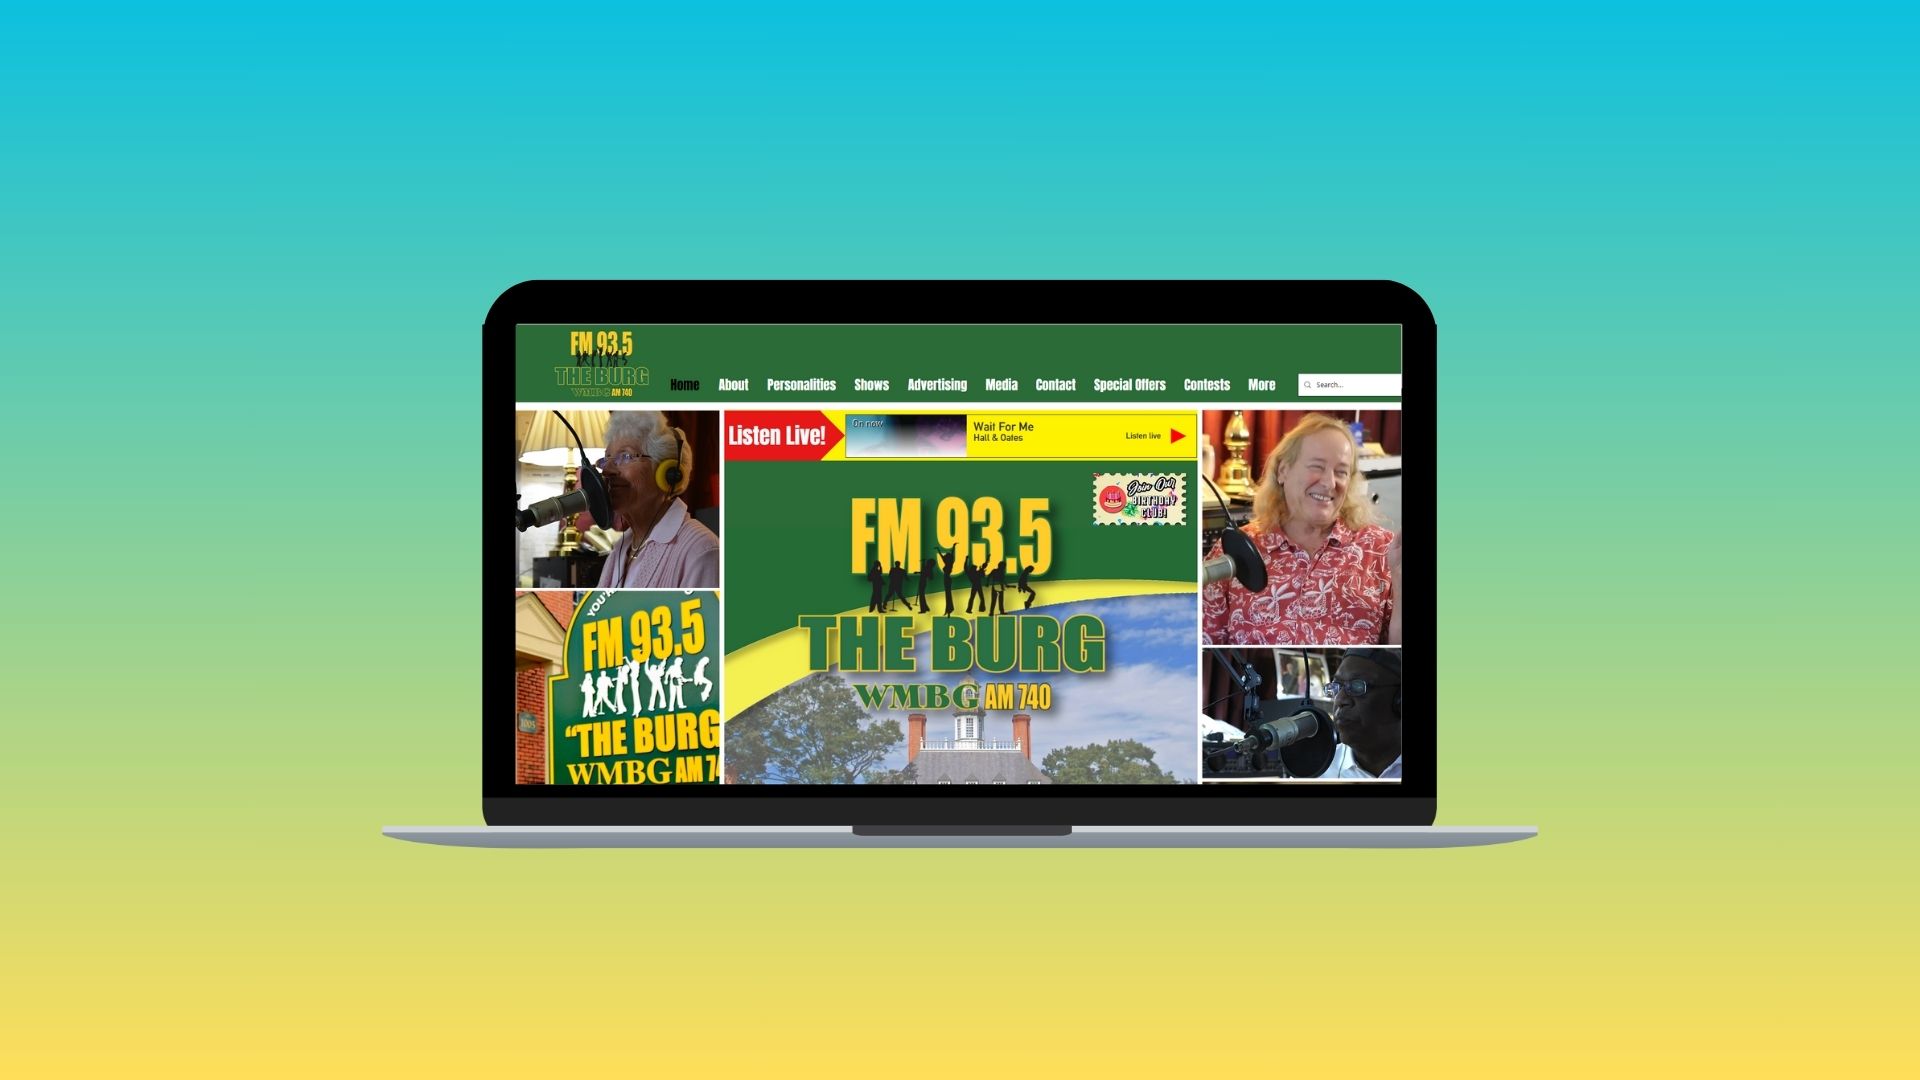 FM 93.5
THE BURG
WMBG AM 740
Home About Personalities Shows Advertising Media Contact Special Offers Contests More
Search...
Listen Live!
On now
Wait For Me
Hall & Oates
Listen live
Join Our
BIRTHDAY
CLUB!
FM 93.5
THE BURG
WMBG AM 740
YOU'R
FM 93.5
1005
"THE BURG
WMBG AM 74